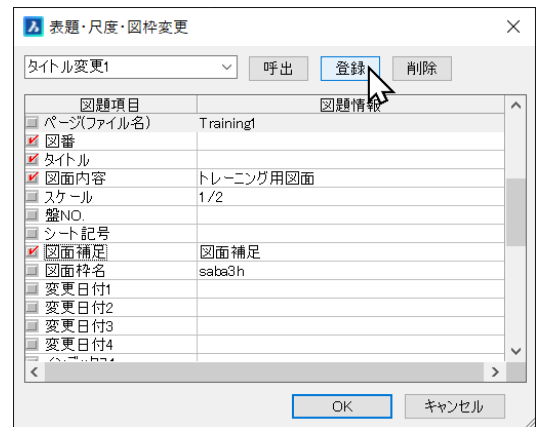 表題・尺度・図枠変更
タイトル変更1 呼出 登録 削除
図題項目 図題情報
ページ(ファイル名) Training1
図番
タイトル
図面内容 トレーニング用図面
スケール 1/2
盤NO.
シート記号
図面補足 図面補足
図面枠名 saba3h
変更日付1
変更日付2
変更日付3
変更日付4
OK キャンセル